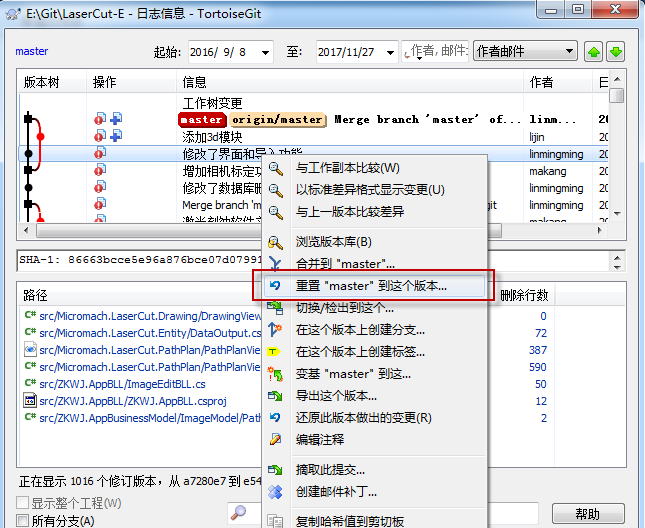 E:\Git\LaserCut-E - 日志信息 - TortoiseGit
master 起始: 2016/ 9/ 8 至: 2017/11/27 作者, 邮件: 作者邮件
版本树 操作 信息 作者
工作树变更
master origin/master Merge branch 'master' of... linm... 20
添加3d模块 lijin 20
修改了界面和导入功能 linmingming 20
增加相机标定功 makang 20
修改了数据库删 linmingming 20
Merge branch 'm git linmingming 20
makang
SHA-1: 86663bcce5e96a876bce07d07991
路径 删除行数
src/Micromach.LaserCut.Drawing/DrawingView 0
src/Micromach.LaserCut.Entity/DataOutput.cs 72
src/Micromach.LaserCut.PathPlan/PathPlanVie 387
src/Micromach.LaserCut.PathPlan/PathPlanVie 590
src/ZKWJ.AppBLL/ImageEditBLL.cs 50
src/ZKWJ.AppBLL/ZKWJ.AppBLL.csproj 12
src/ZKWJ.AppBusinessModel/ImageModel/Path 2
与工作副本比较(W)
以标准差异格式显示变更(U)
与上一版本比较差异
浏览版本库(B)
合并到 "master"...
重置 "master" 到这个版本...
切换/检出到这个...
在这个版本上创建分支...
在这个版本上创建标签...
变基 "master" 到这...
导出这个版本...
还原此版本做出的变更(R)
编辑注释
摘取此提交...
创建邮件补丁...
复制哈希值到剪切板
正在显示 1016 个修订版本，从 a7280e7 到 e54
显示整个工程(W)
所有分支(A)
帮助